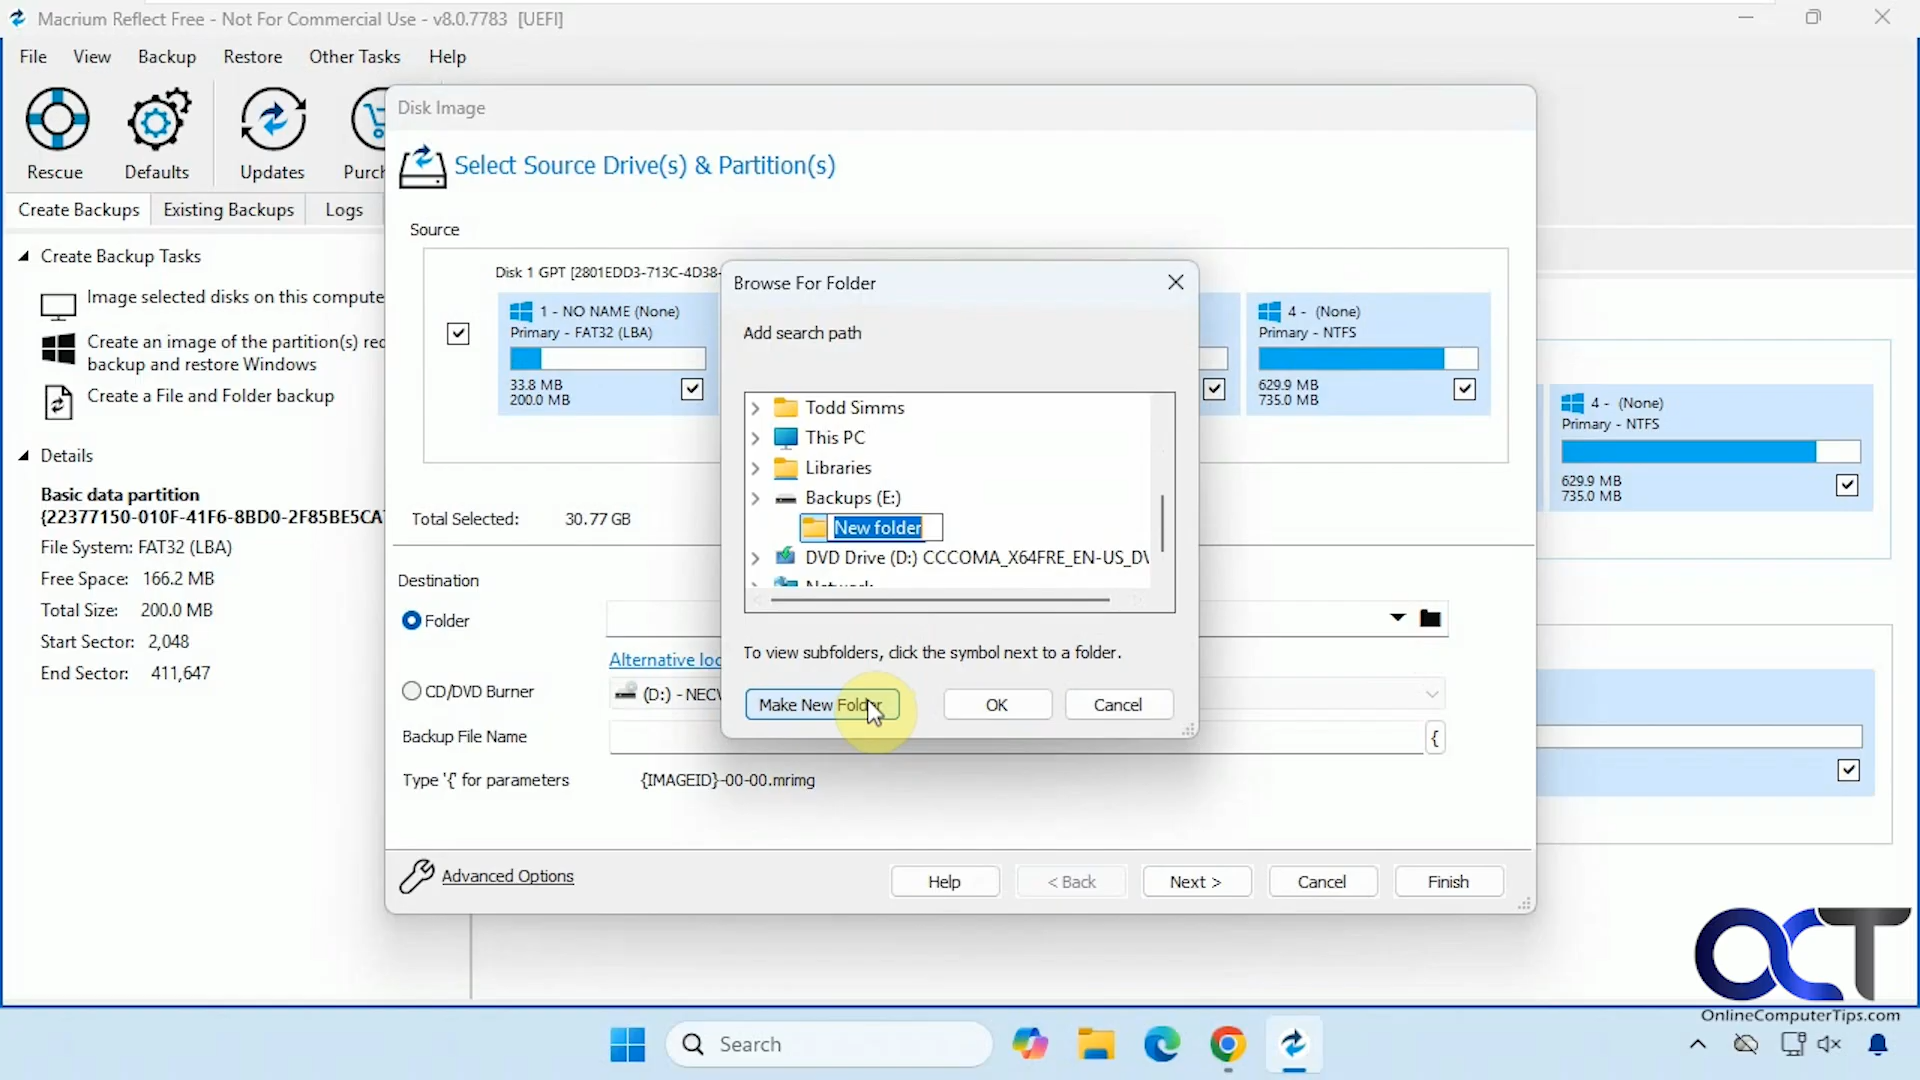 Macrium Reflect Free - Not For Commercial Use - v8.0.7783 [UEFI]
File View Backup Restore Other Tasks Help
Rescue Defaults Updates Purch
Create Backups Existing Backups Logs
Create Backup Tasks
Image selected disks on this compute
Create an image of the partition(s) req
backup and restore Windows
Create a File and Folder backup
Details
Basic data partition
{22377150-010F-41F6-8BD0-2F85BE5CA
File System: FAT32 (LBA)
Free Space: 166.2 MB
Total Size: 200.0 MB
Start Sector: 2,048
End Sector: 411,647
Disk Image
Select Source Drive(s) & Partition(s)
Source
Disk 1 GPT [2801EDD3-713C-4D38-
1 - NO NAME (None)
Primary - FAT32 (LBA)
33.8 MB
200.0 MB
4 - (None)
Primary - NTFS
629.9 MB
735.0 MB
Total Selected: 30.77 GB
Destination
Folder
Alternative loc
CD/DVD Burner
(D:) - NECV
Backup File Name
{
Type '{' for parameters
{IMAGEID}-00-00.mrimg
Advanced Options
Help < Back Next > Cancel Finish
Browse For Folder
Add search path
Todd Simms
This PC
Libraries
Backups (E:)
New folder
DVD Drive (D:) CCCOMA_X64FRE_EN-US_DV
Network
To view subfolders, click the symbol next to a folder.
Make New Folder OK Cancel
4 - (None)
Primary - NTFS
629.9 MB
735.0 MB
OCT
OnlineComputerTips.com
Search